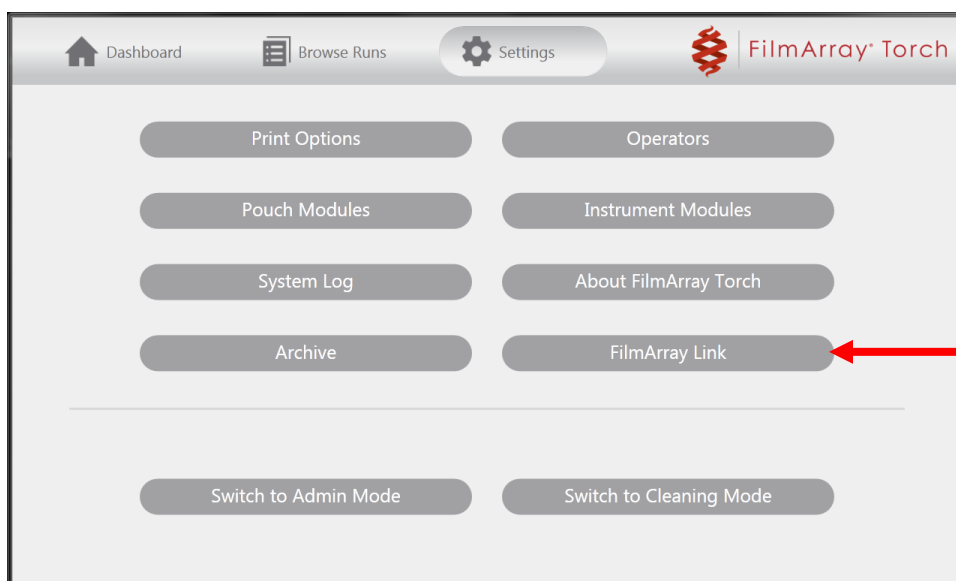 Dashboard
Browse Runs
Settings
FilmArray® Torch
Print Options
Operators
Pouch Modules
Instrument Modules
System Log
About FilmArray Torch
Archive
FilmArray Link
Switch to Admin Mode
Switch to Cleaning Mode